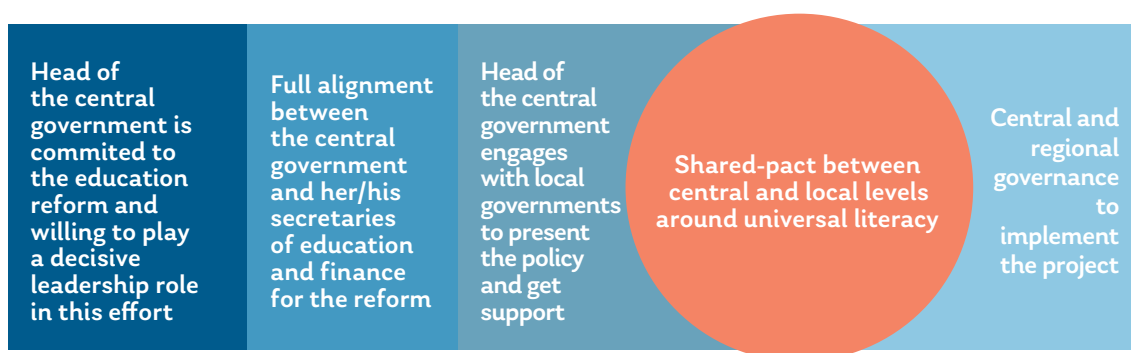 Head of
the central
government is
commited to
the education
reform and
willing to play
a decisive
leadership role
in this effort
Full alignment
between
the central
government
and her/his
secretaries
of education
and finance
for the reform
Head of
the central
government
engages
with local
governments
to present
the policy
and get
support
Shared-pact between
central and local levels
around universal literacy
Central and
regional
governance
to
implement
the project